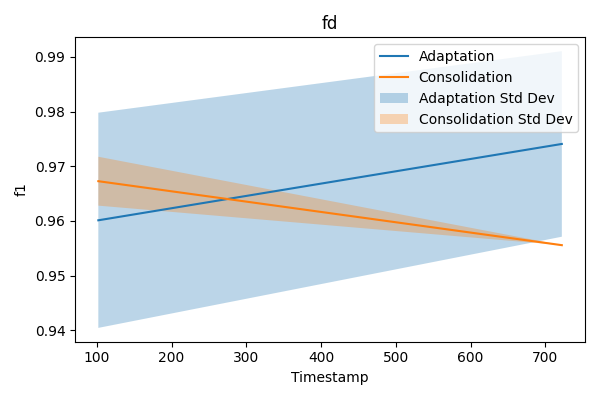 fd
0.99
0.98
0.97
0.96
0.95
0.94
f1
Adaptation
Consolidation
Adaptation Std Dev
Consolidation Std Dev
100 200 300 400 500 600 700
Timestamp